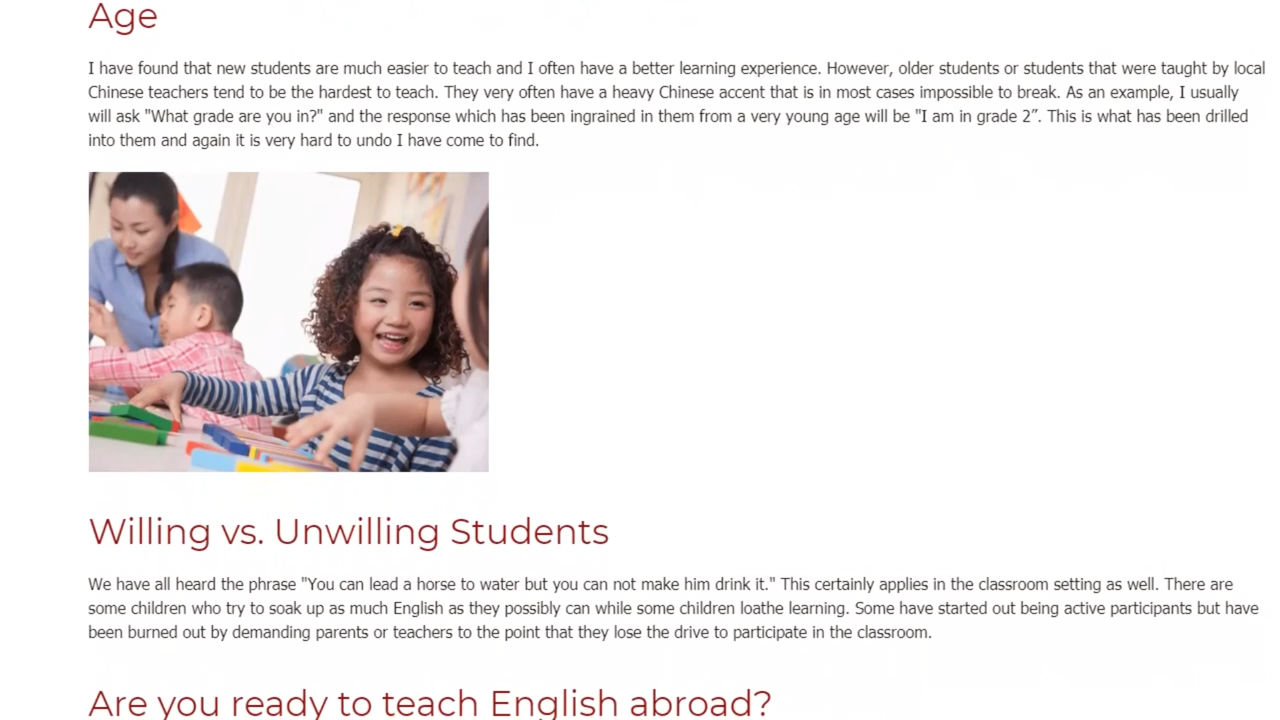 Age
I have found that new students are much easier to teach and I often have a better learning experience. However, older students or students that were taught by local
Chinese teachers tend to be the hardest to teach. They very often have a heavy Chinese accent that is in most cases impossible to break. As an example, I usually
will ask "What grade are you in?" and the response which has been ingrained in them from a very young age will be "I am in grade 2”. This is what has been drilled
into them and again it is very hard to undo I have come to find.
Willing vs. Unwilling Students
We have all heard the phrase "You can lead a horse to water but you can not make him drink it." This certainly applies in the classroom setting as well. There are
some children who try to soak up as much English as they possibly can while some children loathe learning. Some have started out being active participants but have
been burned out by demanding parents or teachers to the point that they lose the drive to participate in the classroom.
Are you ready to teach English abroad?